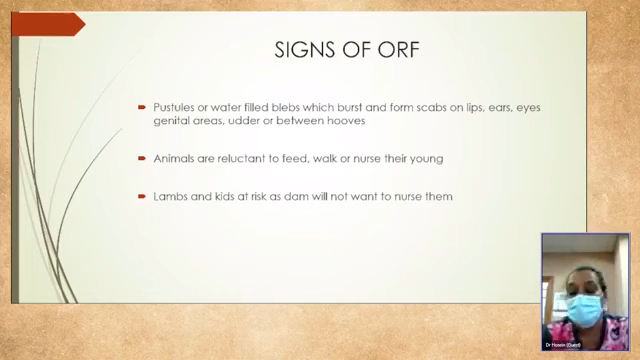 SIGNS OF ORF
Pustules or water filled blebs which burst and form scabs on lips, ears, eyes
genital areas, udder or between hooves
Animals are reluctant to feed, walk or nurse their young
Lambs and kids at risk as dam will not want to nurse them
Dr Hosein (Guest)